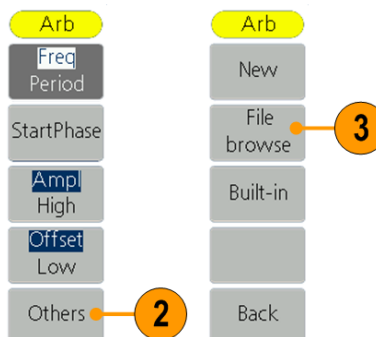 Arb
Freq
Period
StartPhase
Ampl
High
Offset
Low
Others
2
Arb
New
File
browse
3
Built-in
Back